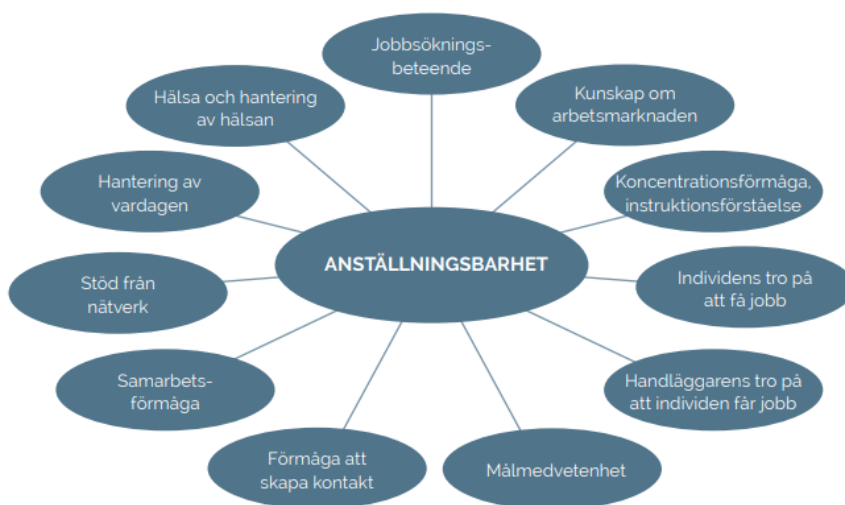 Jobbsöknings-
beteende
Hälsa och hantering
av hälsan
Kunskap om
arbetsmarknaden
Hantering av
vardagen
Koncentrationsförmåga,
instruktionsförståelse
ANSTÄLLNINGSBARHET
Stöd från
nätverk
Individens tro på
att få jobb
Samarbets-
förmåga
Handläggarens tro på
att individen får jobb
Förmåga att
skapa kontakt
Målmedvetenhet